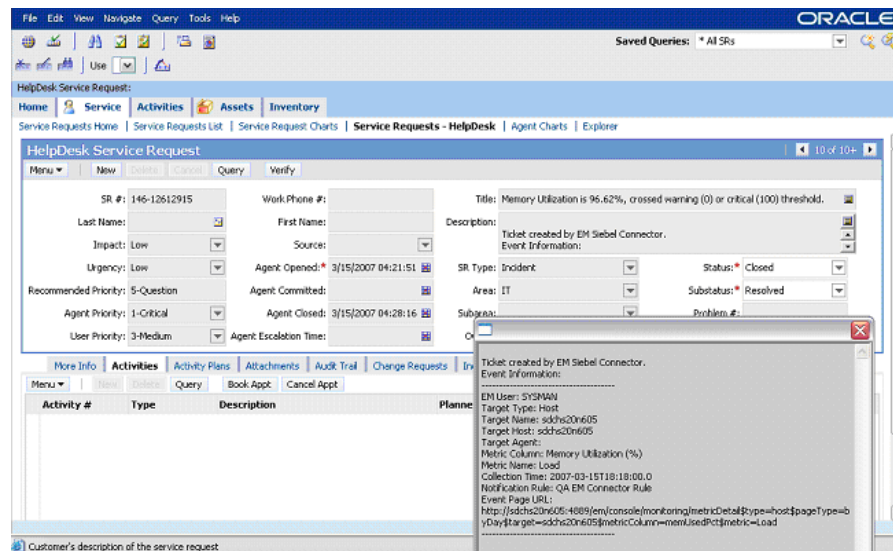 File Edit View Navigate Query Tools Help
ORACLE
Saved Queries: * All SRs
Use
HelpDesk Service Request:
Home Service Activities Assets Inventory
Service Requests Home Service Requests List Service Request Charts Service Requests - HelpDesk Agent Charts Explorer
HelpDesk Service Request 10 of 10+
Menu New Delete Cancel Query Verify
SR #: 146-12612915 Work Phone #: Title: Memory Utilization is 96.62%, crossed warning (0) or critical (100) threshold.
Last Name: First Name: Description:
Ticket created by EM Siebel Connector.
Event Information:
Impact: Low Source:
Urgency: Low Agent Opened:* 3/15/2007 04:21:51 SR Type: Incident Status:* Closed
Recommended Priority: 5-Question Agent Committed: Area: IT Substatus:* Resolved
Agent Priority: 1-Critical Agent Closed: 3/15/2007 04:28:16 Subarea: Problem #:
User Priority: 3-Medium Agent Escalation Time:
More Info Activities Activity Plans Attachments Audit Trail Change Requests
Menu New Delete Query Book Appt Cancel Appt
Activity # Type Description Planne
Ticket created by EM Siebel Connector.
Event Information:
----------------------------------------
EM User: SYSMAN
Target Type: Host
Target Name: sdchs20n605
Target Host: sdchs20n605
Target Agent:
Metric Column: Memory Utilization (%)
Metric Name: Load
Collection Time: 2007-03-15T18:18:00.0
Notification Rule: QA EM Connector Rule
Event Page URL:
http://sdchs20n605:4889/em/console/monitoring/metricDetail$type=host$pageType=b
yDay$target=sdchs20n605$metricColumn=memUsedPct$metric=Load
----------------------------------------
Customer's description of the service request